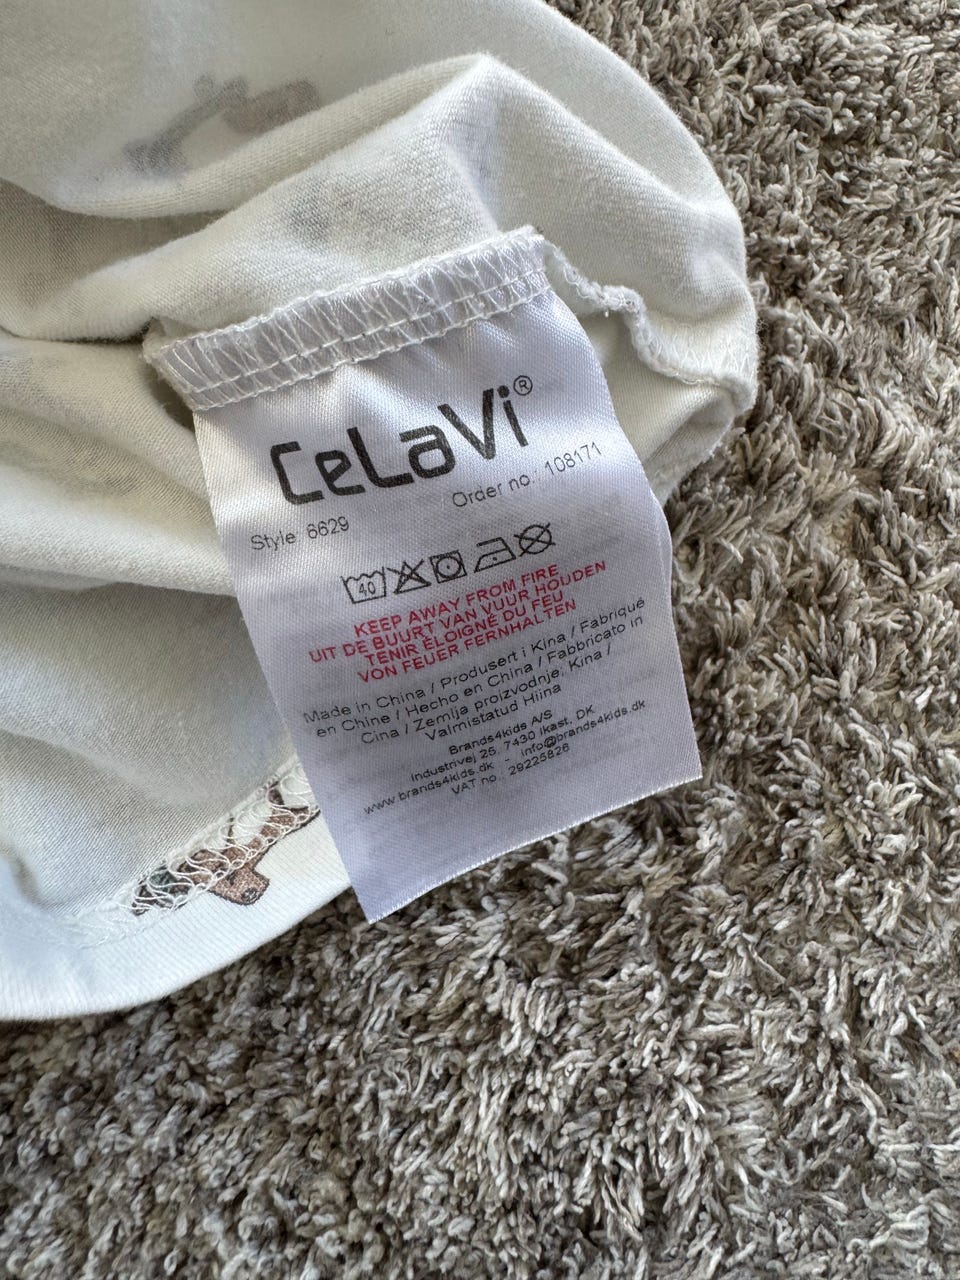 CeLaVi®
Style 6629 Order no: 108171
40
KEEP AWAY FROM FIRE
UIT DE BUURT VAN VUUR HOUDEN
TENIR ÉLOIGNÉ DU FEU
VON FEUER FERNHALTEN
Made in China / Produsert i Kina / Fabriqué
en Chine / Hecho en China / Fabbricato in
Cina / Zemlja proizvodnje, Kina /
Valmistatud Hiina
Brands4kids A/S
Industrivej 25, 7430 Ikast, DK
www.brands4kids.dk - info@brands4kids.dk
VAT no. 29225826